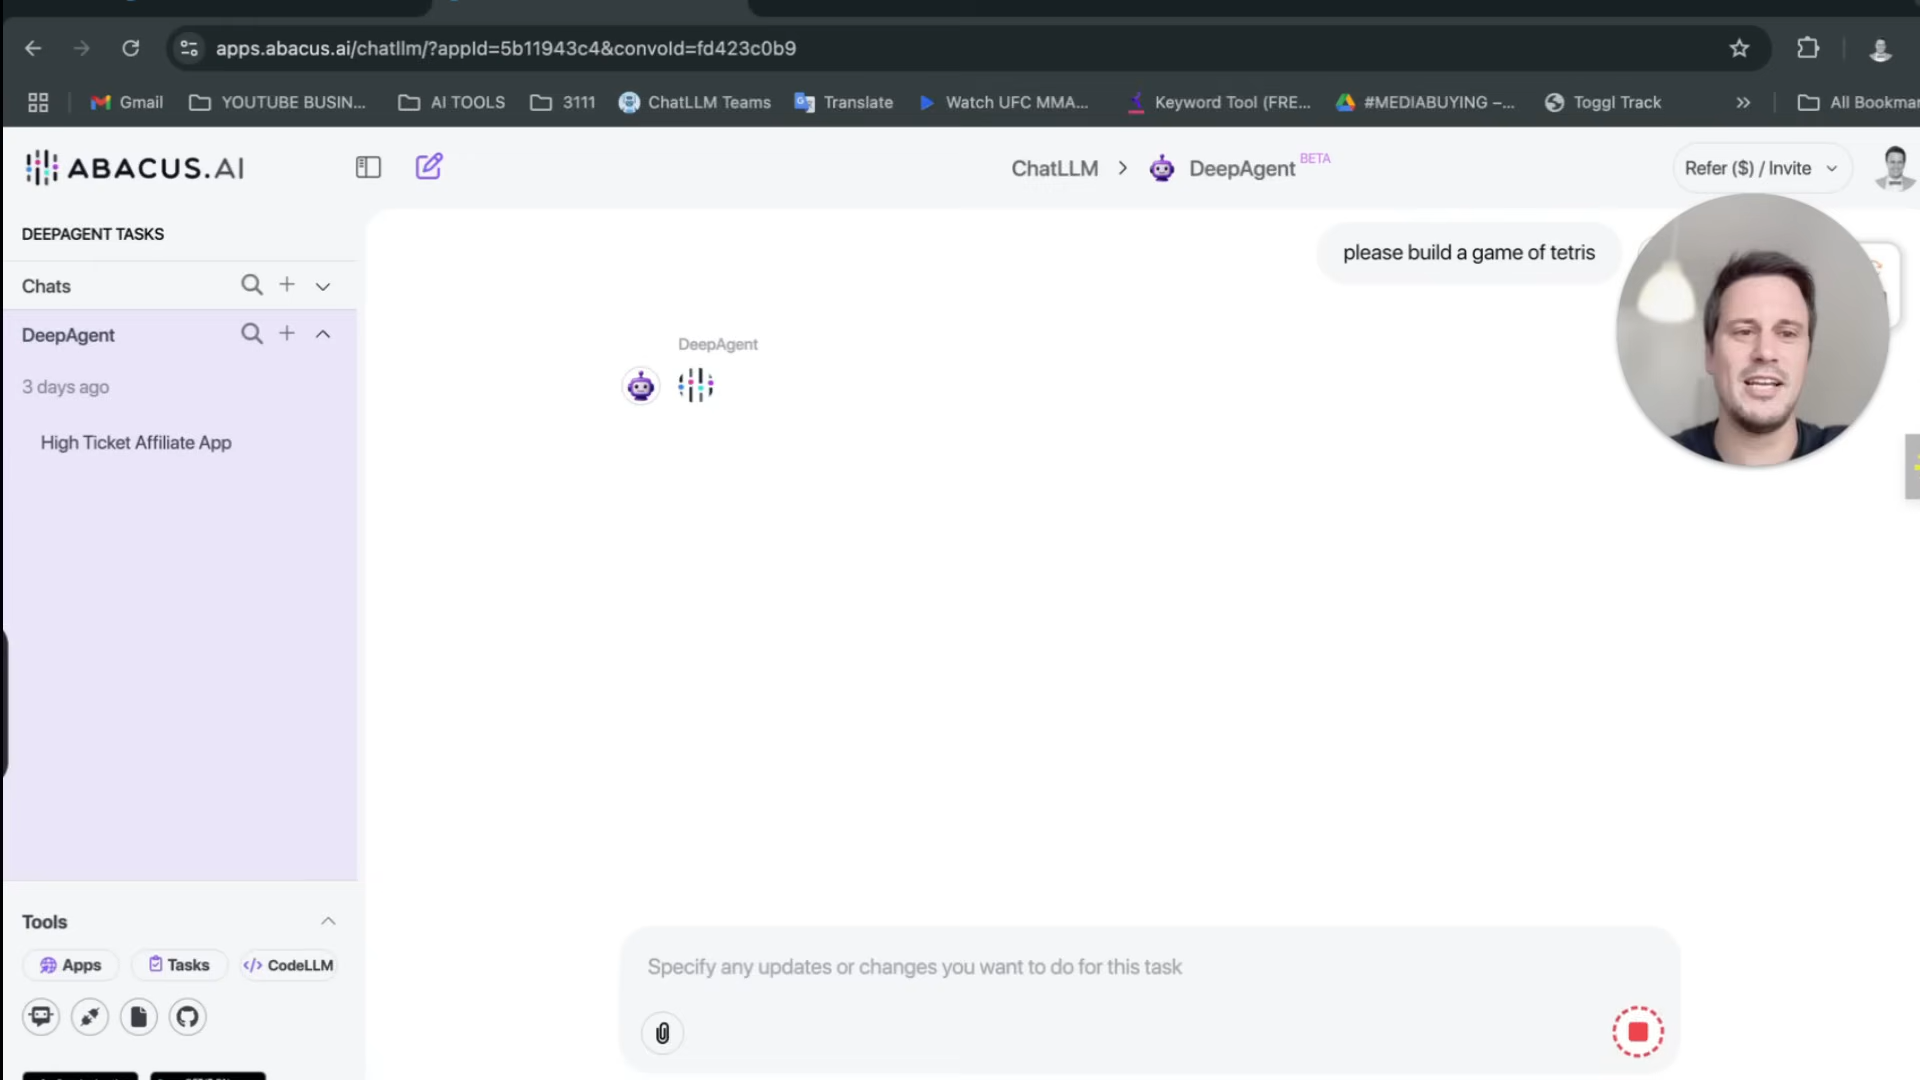 apps.abacus.ai/chatllm/?appId=5b11943c4&convoId=fd423c0b9
Gmail
YOUTUBE BUSIN...
AI TOOLS
3111
ChatLLM Teams
Translate
Watch UFC MMA...
Keyword Tool (FRE...
#MEDIABUYING –...
Toggl Track
All Bookmar
ABACUS.AI
ChatLLM > DeepAgent BETA
Refer ($) / Invite
DEEPAGENT TASKS
please build a game of tetris
Chats
DeepAgent
DeepAgent
3 days ago
High Ticket Affiliate App
Tools
Apps
Tasks
</> CodeLLM
Specify any updates or changes you want to do for this task